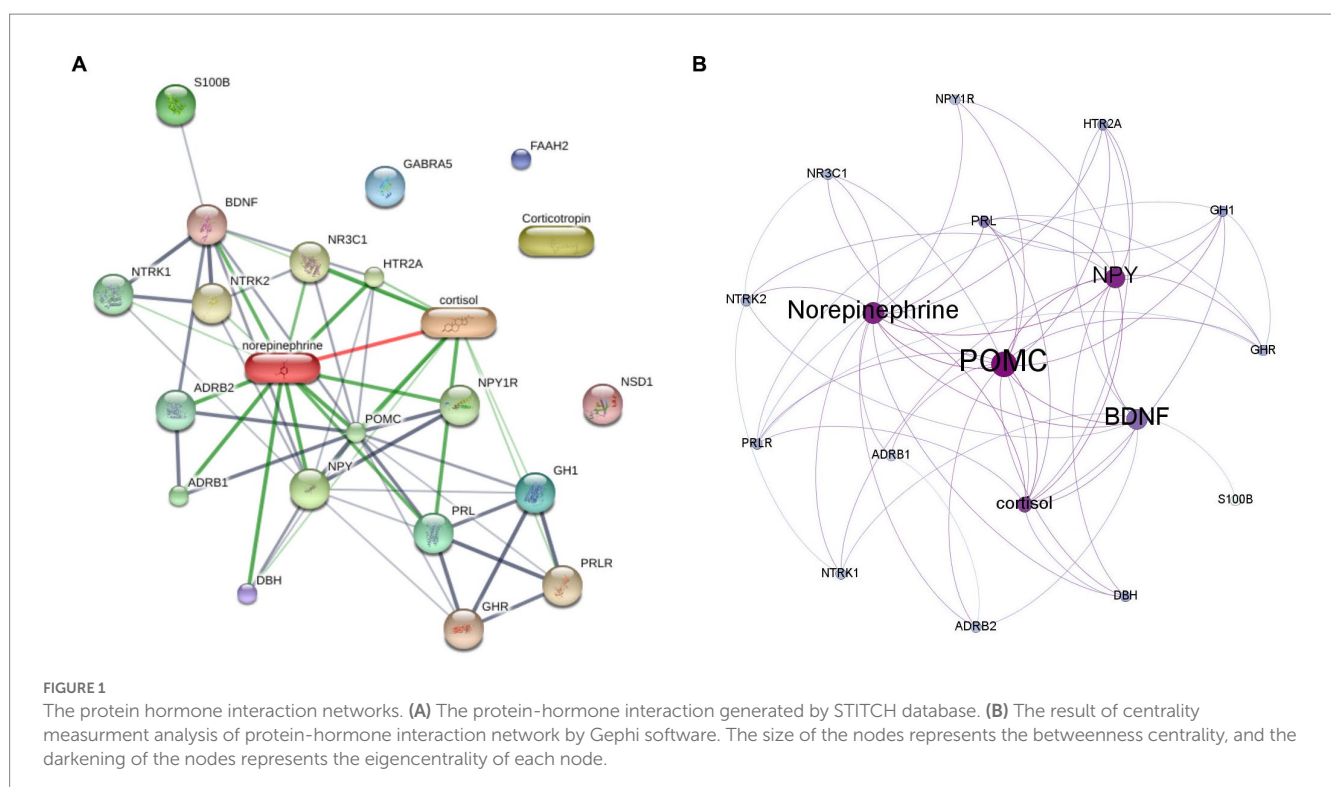 A
S100B
FAAH2
GABRA5
BDNF
Corticotropin
NR3C1
HTR2A
NTRK1
NTRK2
cortisol
norepinephrine
ADRB2
NPY1R
NSD1
POMC
NPY
ADRB1
GH1
PRL
PRLR
DBH
GHR
B
NPY1R
HTR2A
NR3C1
PRL
GH1
NPY
NTRK2
Norepinephrine
GHR
POMC
BDNF
PRLR
ADRB1
S100B
cortisol
NTRK1
DBH
ADRB2
FIGURE 1
The protein hormone interaction networks. (A) The protein-hormone interaction generated by STITCH database. (B) The result of centrality
measurment analysis of protein-hormone interaction network by Gephi software. The size of the nodes represents the betweenness centrality, and the
darkening of the nodes represents the eigencentrality of each node.